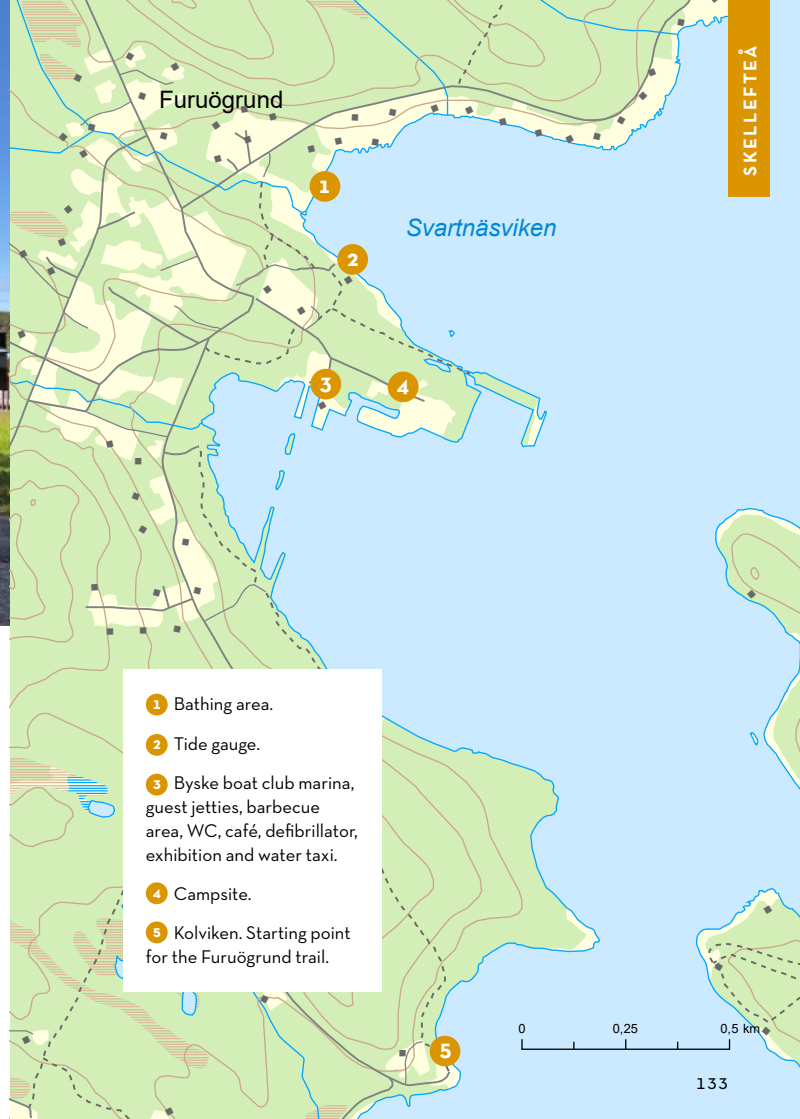 SKELLEFTEÅ
Furuögrund
1
Svartnäsviken
2
3
4
1 Bathing area.
2 Tide gauge.
3 Byske boat club marina,
guest jetties, barbecue
area, WC, café, defibrillator,
exhibition and water taxi.
4 Campsite.
5 Kolviken. Starting point
for the Furuögrund trail.
5
0 0,25 0,5 km
133